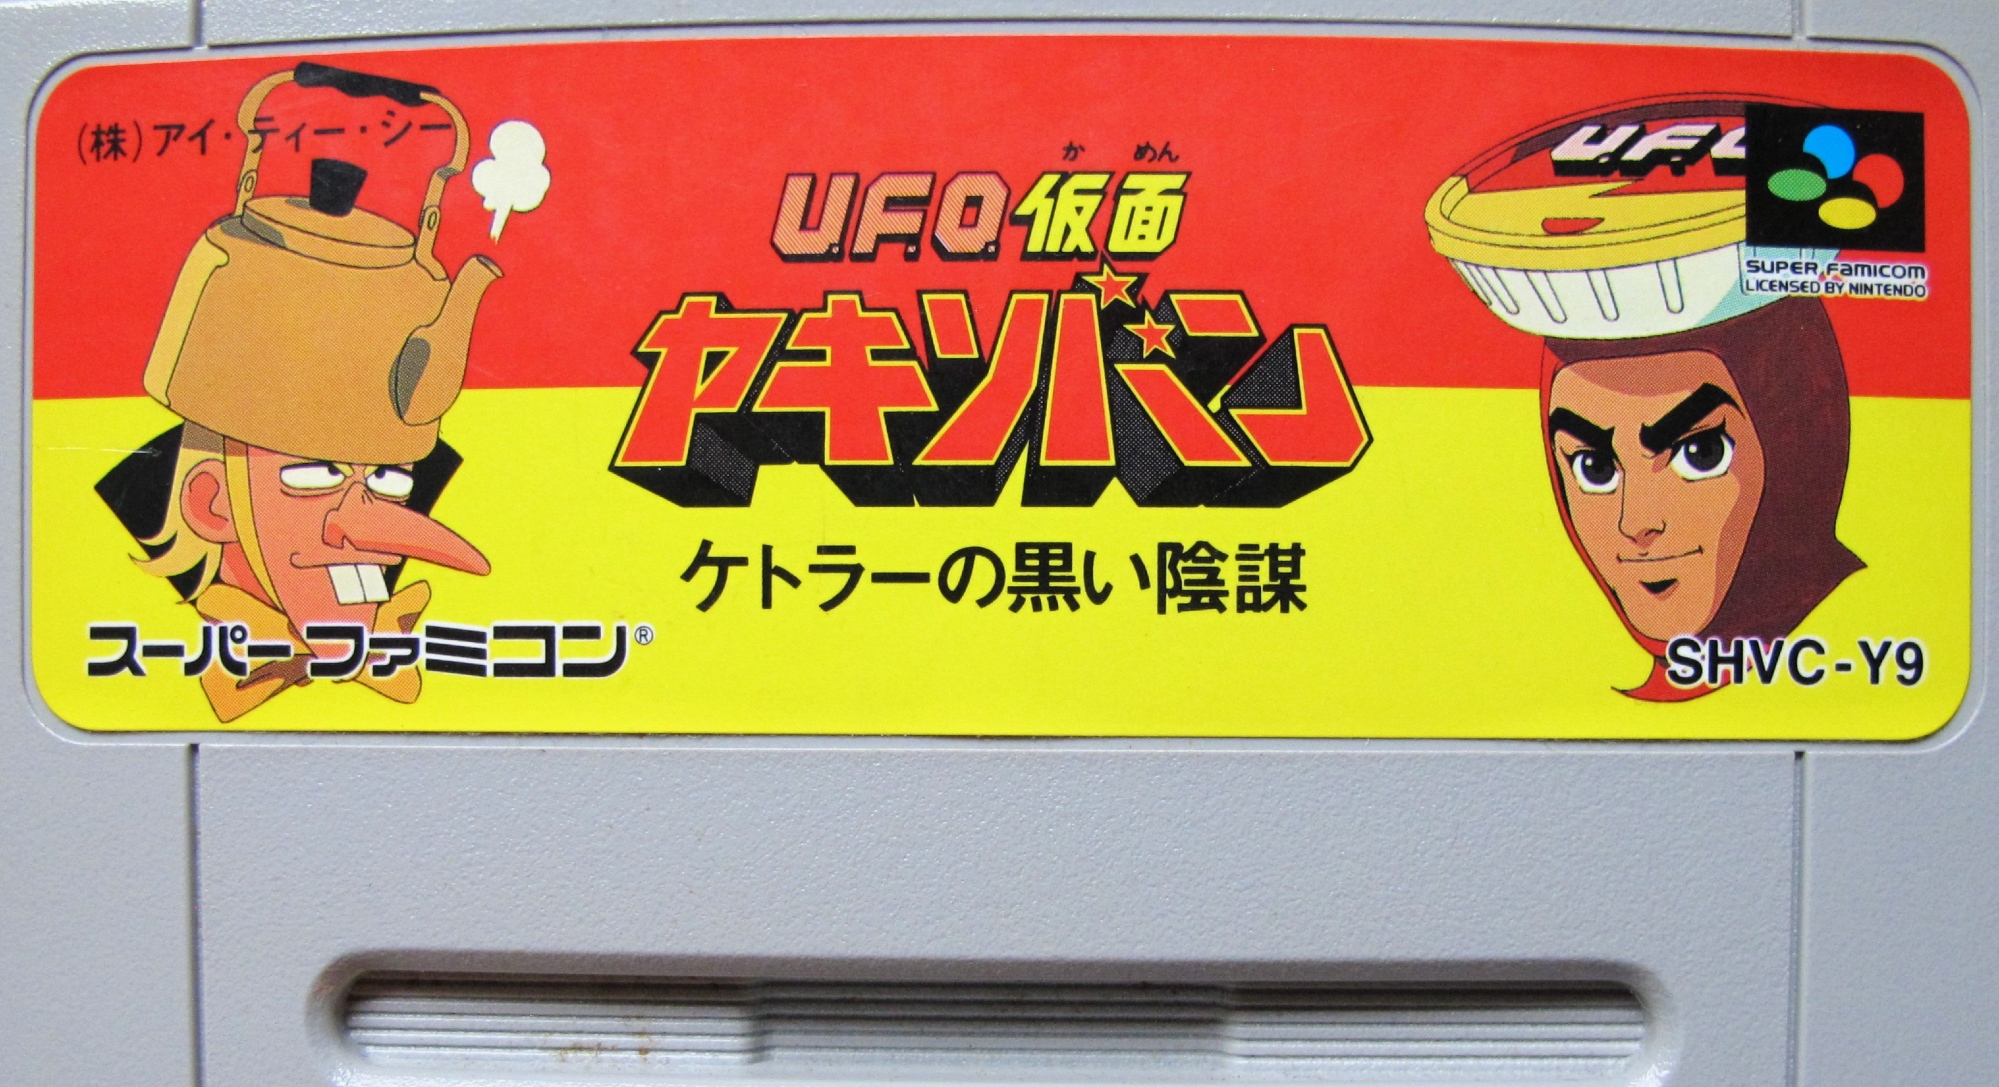 (株)アイ・ティー・シー
か めん
U.F.O.仮面
ヤキソバン
ケトラーの黒い陰謀
スーパーファミコン®
U.F.O
SUPER FAMICOM
LICENSED BY NINTENDO
SHVC-Y9